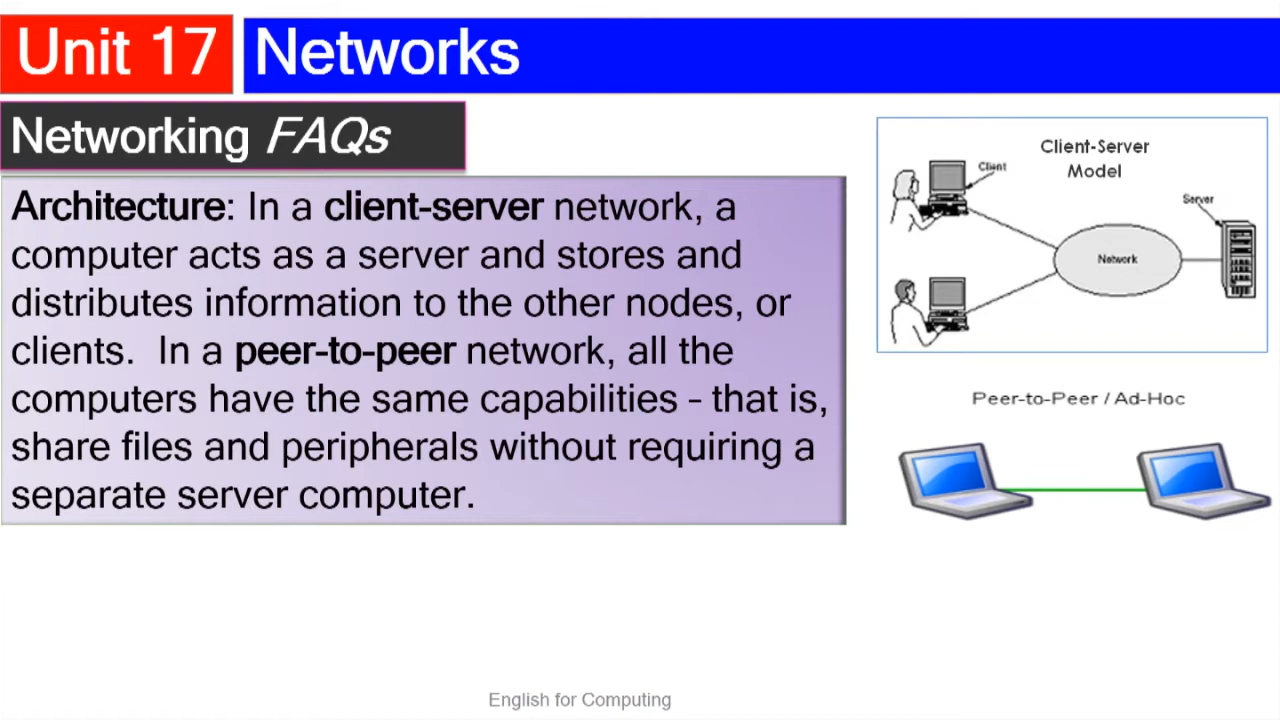 Unit 17
Networks
Networking FAQs
Architecture: In a client-server network, a
computer acts as a server and stores and
distributes information to the other nodes, or
clients.  In a peer-to-peer network, all the
computers have the same capabilities – that is,
share files and peripherals without requiring a
separate server computer.
Client-Server
Model
Client
Server
Network
Peer-to-Peer / Ad-Hoc
English for Computing